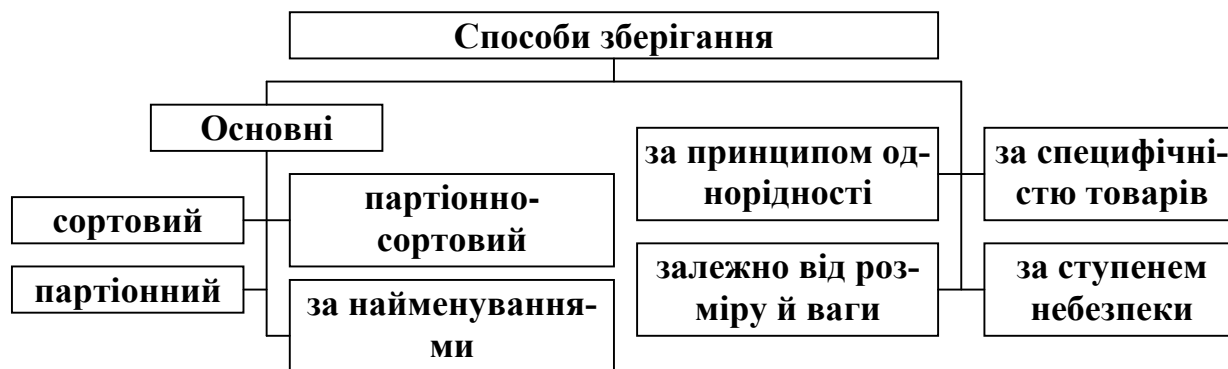 Способи зберігання
Основні
сортовий
партіонно-
сортовий
партіонний
за найменування-
ми
за принципом од-
норідності
за специфічні-
стю товарів
залежно від роз-
міру й ваги
за ступенем
небезпеки